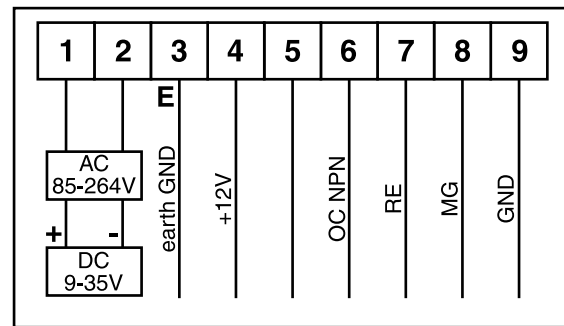 1 2 3 4 5 6 7 8 9
E
AC
85-264V
+ -
DC
9-35V
earth GND
+12V
OC NPN
RE
MG
GND